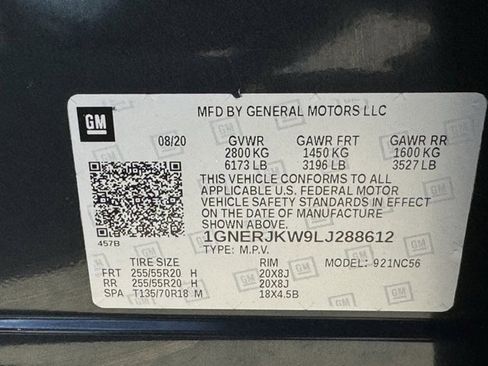 GM MFD BY GENERAL MOTORS LLC
08/20 GVWR GAWR FRT GAWR RR
2800 KG 1450 KG 1600 KG
6173 LB 3196 LB 3527 LB
THIS VEHICLE CONFORMS TO ALL
APPLICABLE U.S. FEDERAL MOTOR
VEHICLE SAFETY STANDARDS IN EFFECT
ON THE DATE OF MANUFACTURE SHOWN ABOVE.
1GNERJKW9LJ288612
457B TYPE: M.P.V. MODEL: 921NC56
TIRE SIZE RIM
FRT 255/55R20 H 20X8J
RR 255/55R20 H 20X8J
SPA T135/70R18 M 18X4.5B